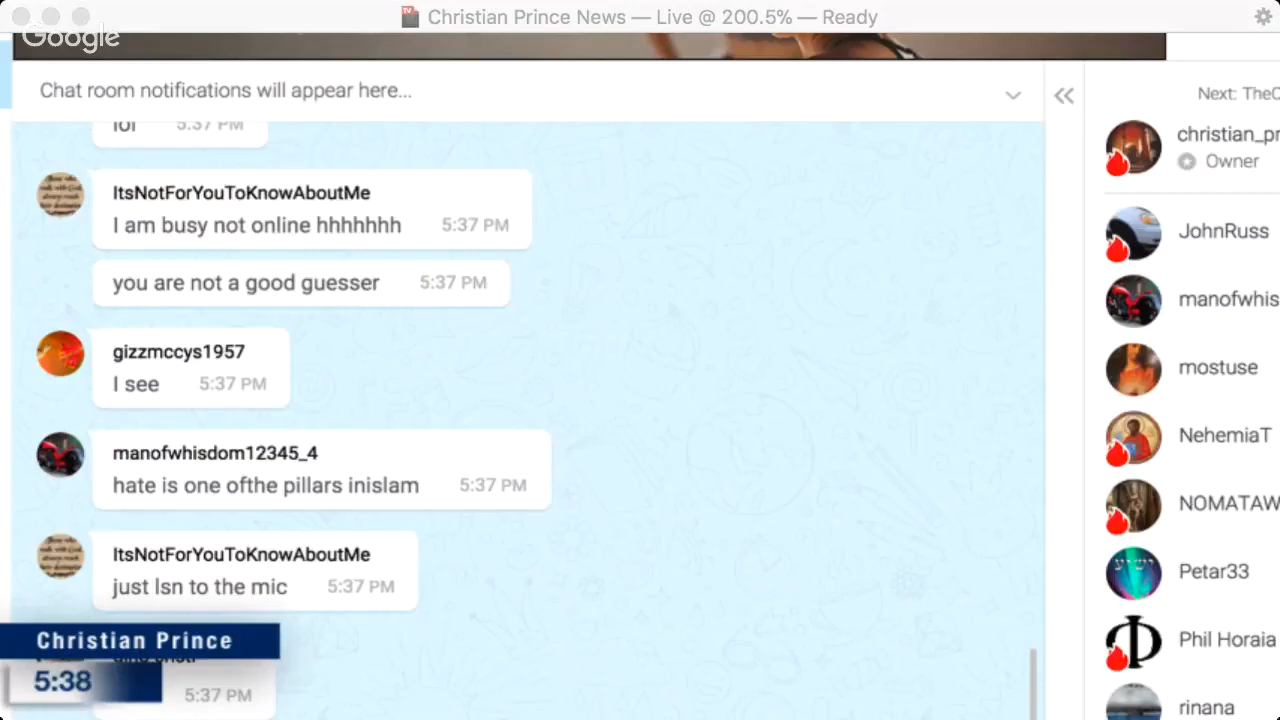 Christian Prince News — Live @ 200.5% — Ready
Google
Chat room notifications will appear here...
Next: TheC
lol 5:37 PM
ItsNotForYouToKnowAboutMe
I am busy not online hhhhhhh 5:37 PM
you are not a good guesser 5:37 PM
gizzmccys1957
I see 5:37 PM
manofwhisdom12345_4
hate is one ofthe pillars inislam 5:37 PM
ItsNotForYouToKnowAboutMe
just lsn to the mic 5:37 PM
5:37 PM
Christian Prince
5:38
christian_pr
Owner
JohnRuss
manofwhis
mostuse
NehemiaT
NOMATAW
Petar33
Phil Horaia
rinana